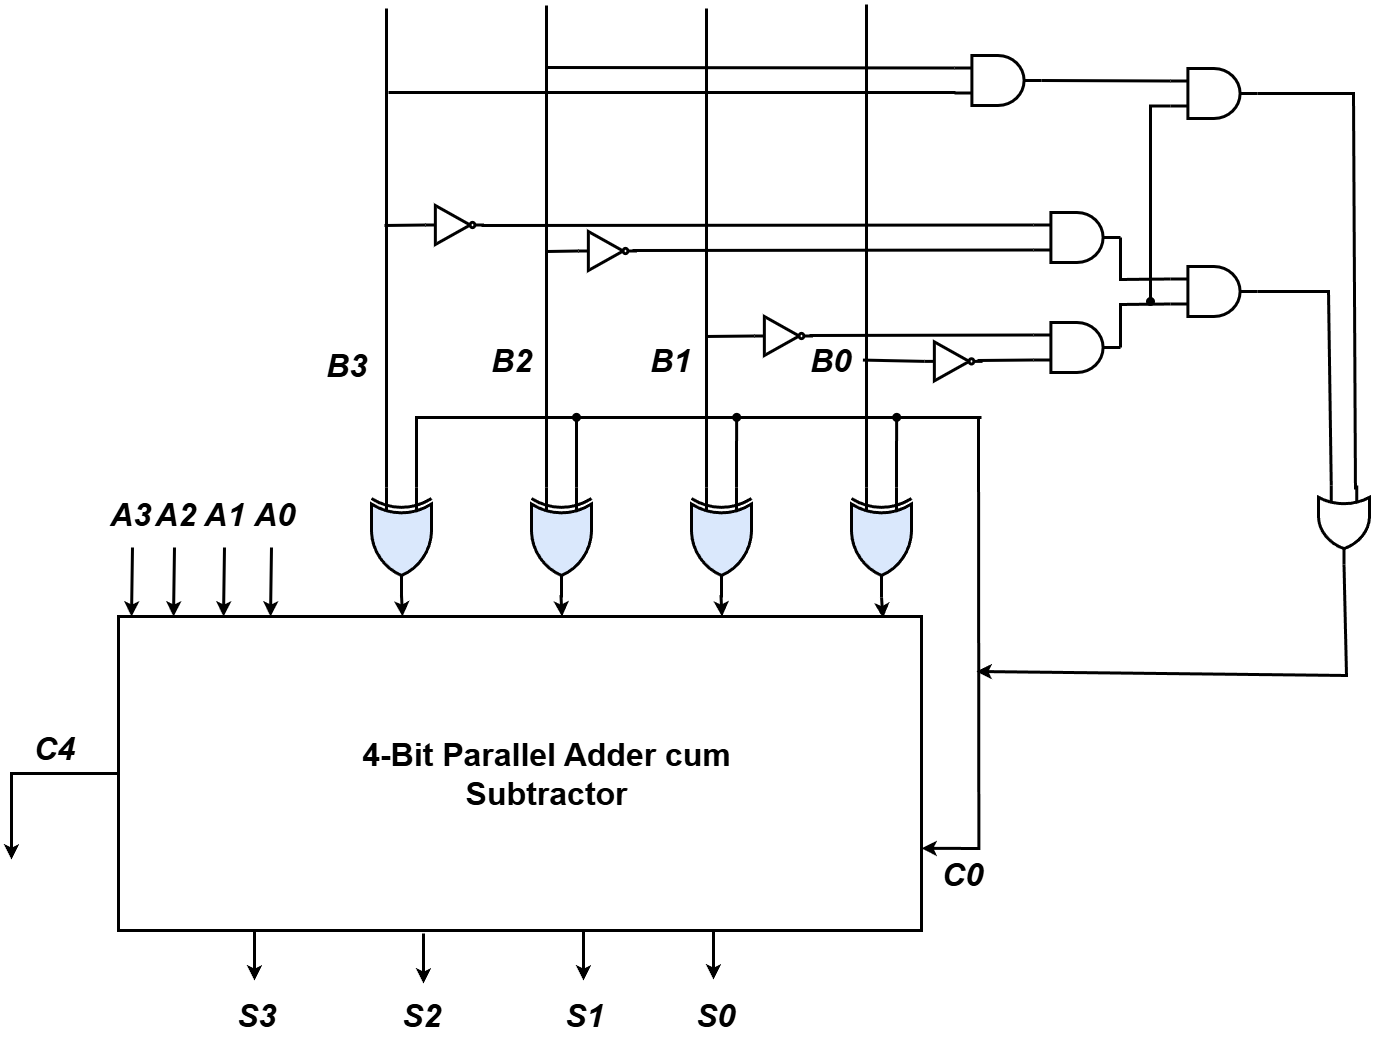 B3
B2
B1
B0
A3 A2 A1 A0
C4
4-Bit Parallel Adder cum
Subtractor
C0
S3
S2
S1
S0